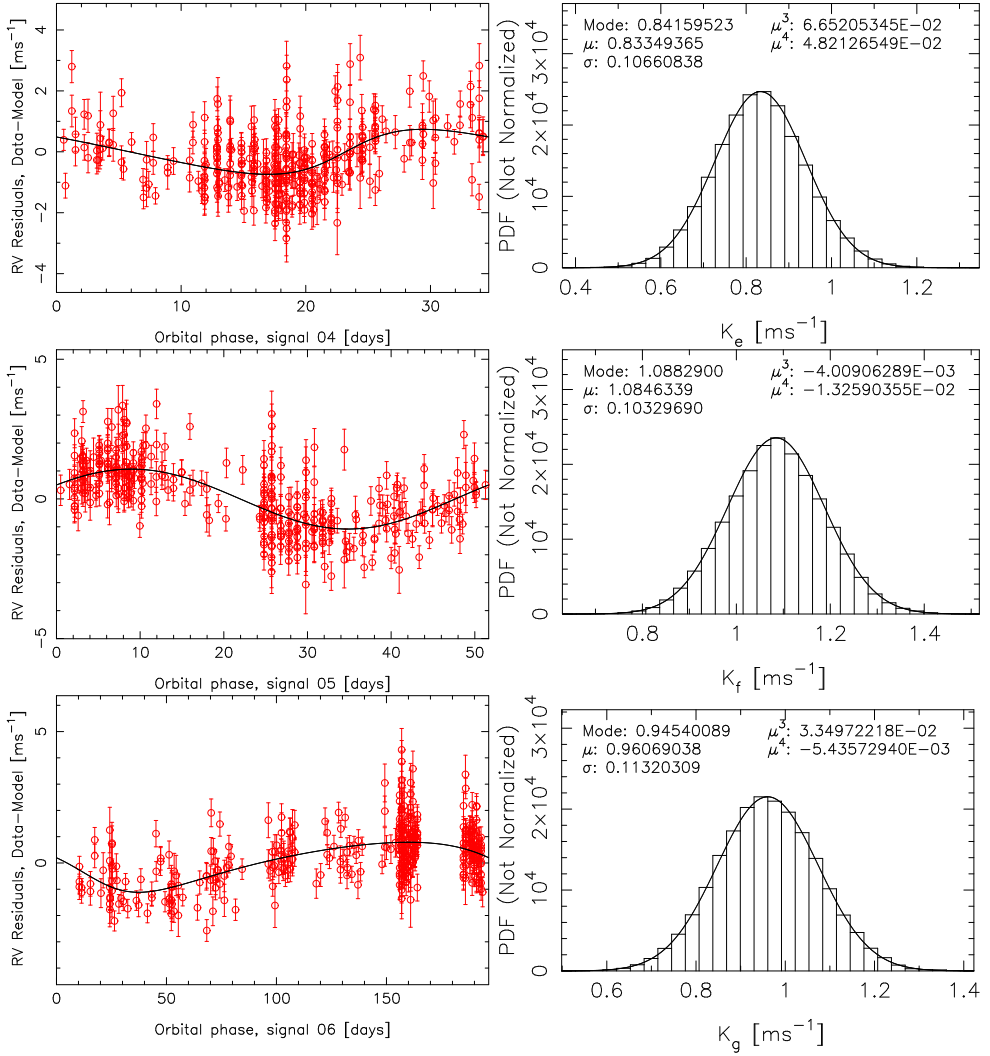 RV Residuals, Data−Model [ms⁻¹]
4
2
0
−2
−4
0 10 20 30
Orbital phase, signal 04 [days]
PDF (Not Normalized)
3×10⁴
2×10⁴
10⁴
0
Mode: 0.84159523 μ³: 6.65205345E−02
μ: 0.83349365 μ⁴: 4.82126549E−02
σ: 0.10660838
0.4 0.6 0.8 1 1.2
K_e [ms⁻¹]
RV Residuals, Data−Model [ms⁻¹]
5
0
−5
0 10 20 30 40 50
Orbital phase, signal 05 [days]
PDF (Not Normalized)
3×10⁴
2×10⁴
10⁴
0
Mode: 1.0882900 μ³: −4.00906289E−03
μ: 1.0846339 μ⁴: −1.32590355E−02
σ: 0.10329690
0.8 1 1.2 1.4
K_f [ms⁻¹]
RV Residuals, Data−Model [ms⁻¹]
5
0
0 50 100 150
Orbital phase, signal 06 [days]
PDF (Not Normalized)
3×10⁴
2×10⁴
10⁴
0
Mode: 0.94540089 μ³: 3.34972218E−02
μ: 0.96069038 μ⁴: −5.43572940E−03
σ: 0.11320309
0.6 0.8 1 1.2 1.4
K_g [ms⁻¹]